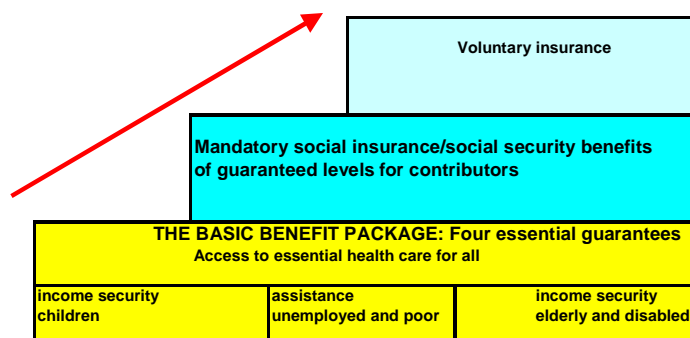 Voluntary insurance
Mandatory social insurance/social security benefits
of guaranteed levels for contributors
THE BASIC BENEFIT PACKAGE: Four essential guarantees
Access to essential health care for all
income security
children
assistance
unemployed and poor
income security
elderly and disabled